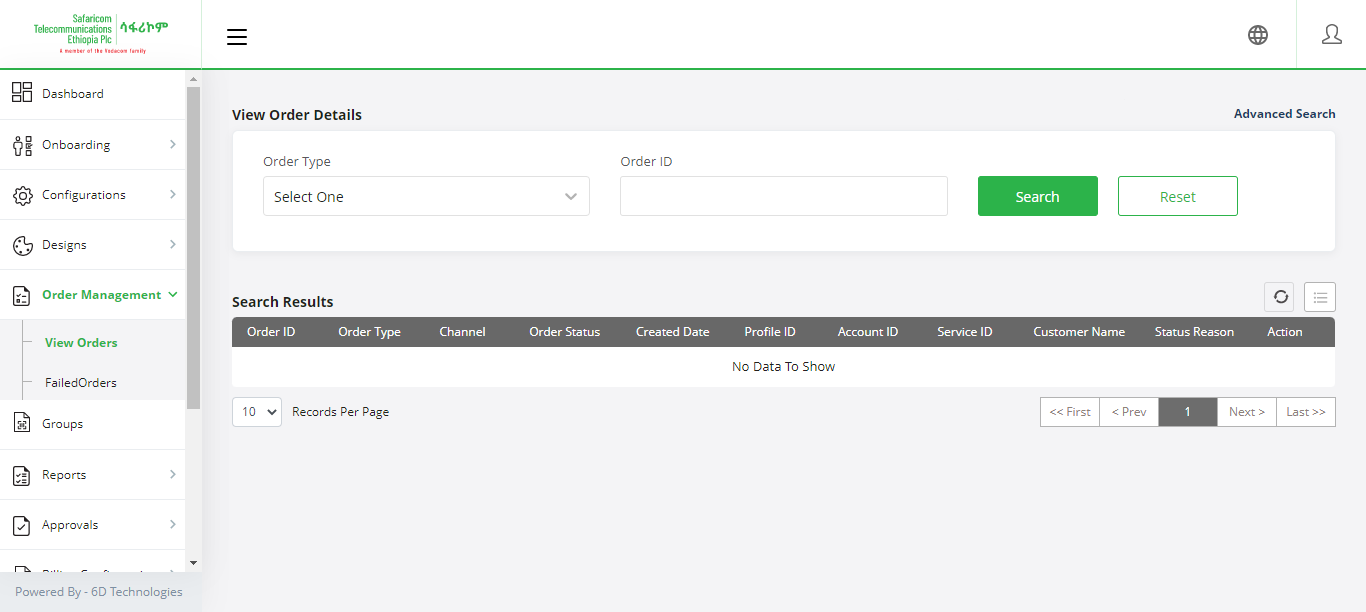 Safaricom
Telecommunications
Ethiopia Plc
ሳፋሪኮም
A member of the Vodacom family
Dashboard
Onboarding
Configurations
Designs
Order Management
View Orders
FailedOrders
Groups
Reports
Approvals
Powered By - 6D Technologies
View Order Details
Advanced Search
Order Type
Order ID
Select One
Search
Reset
Search Results
Order ID Order Type Channel Order Status Created Date Profile ID Account ID Service ID Customer Name Status Reason Action
No Data To Show
10 Records Per Page
<< First < Prev 1 Next > Last >>